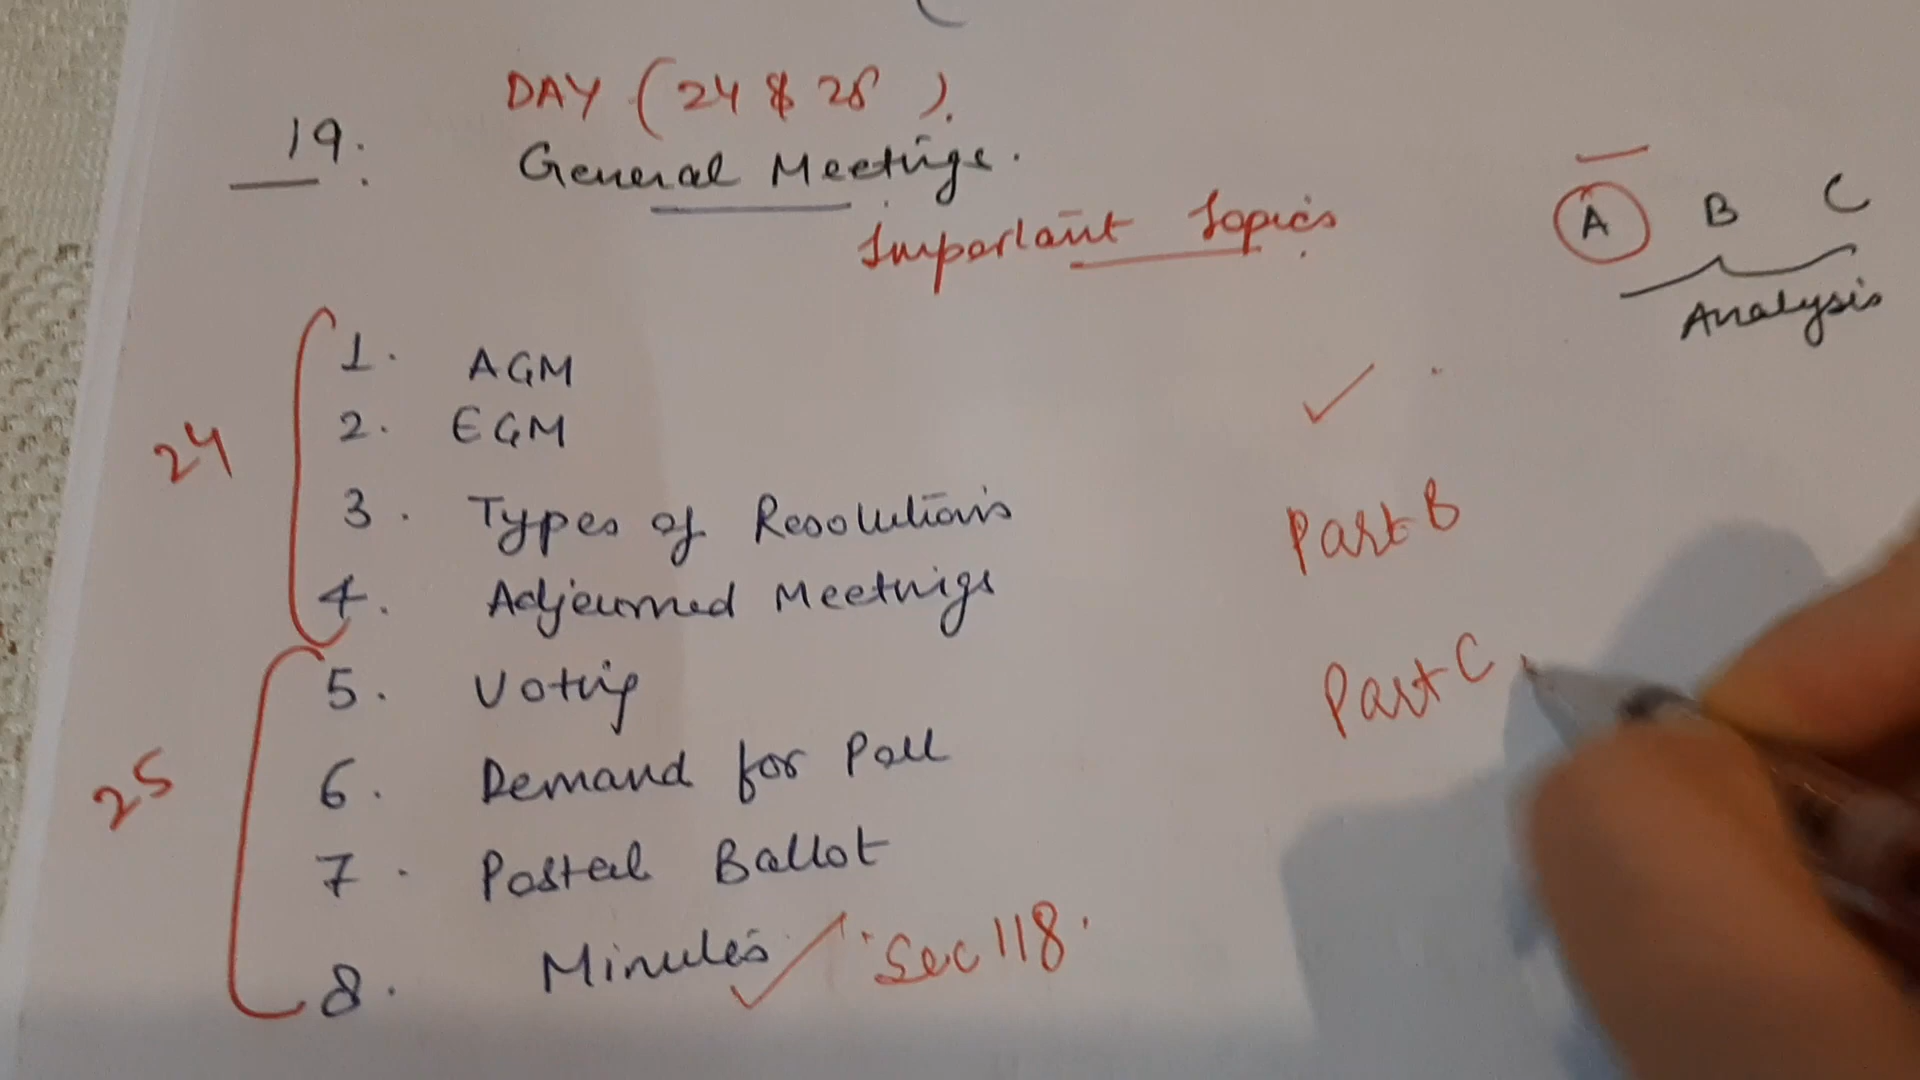 DAY (24 & 25).
19. General Meetings.
Important Topics
A B C
Analysis
24
1. AGM
2. EGM
3. Types of Resolutions
Part B
4. Adjourned Meetings
25
5. Voting
Part C
6. Demand for Poll
7. Postal Ballot
8. Minutes Sec 118.